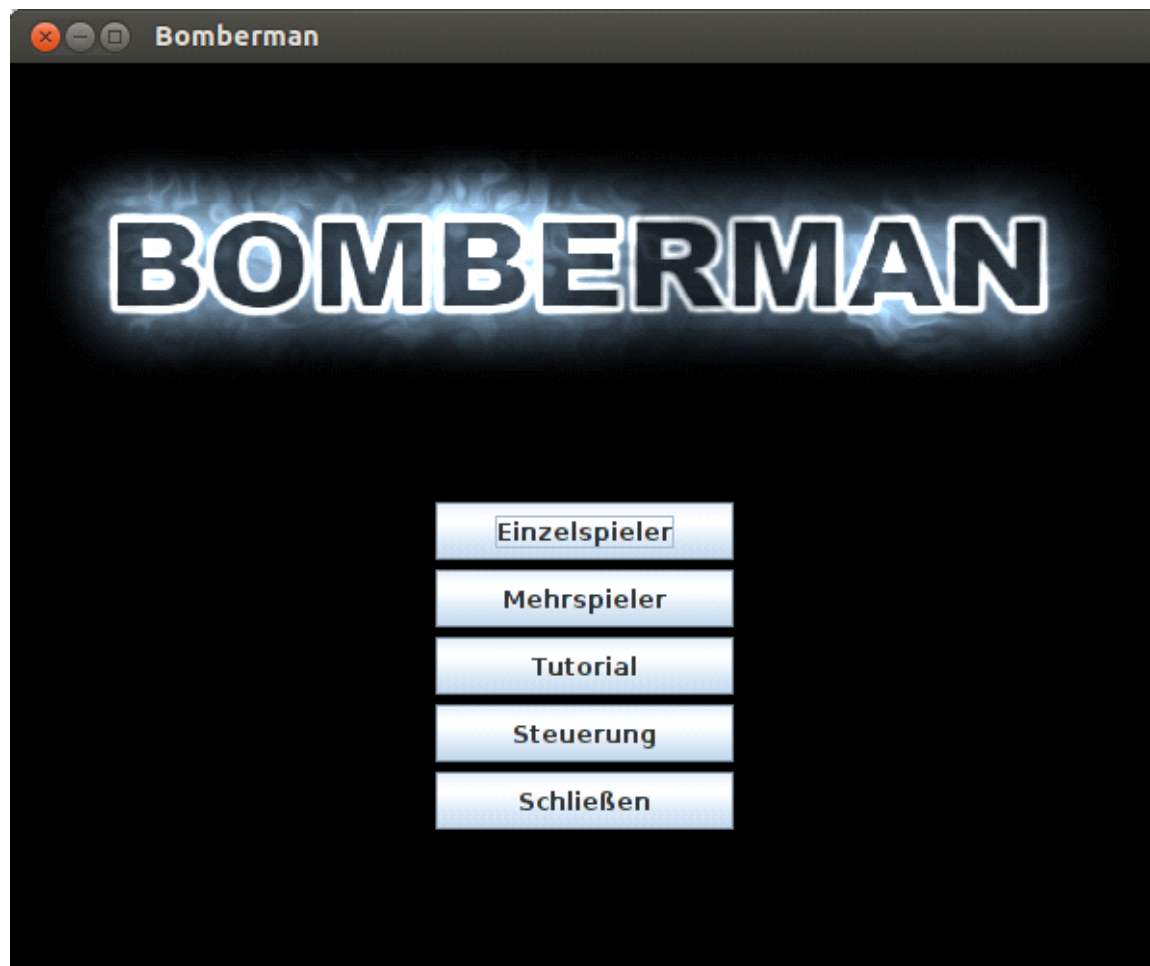 Bomberman
BOMBERMAN
Einzelspieler
Mehrspieler
Tutorial
Steuerung
Schließen